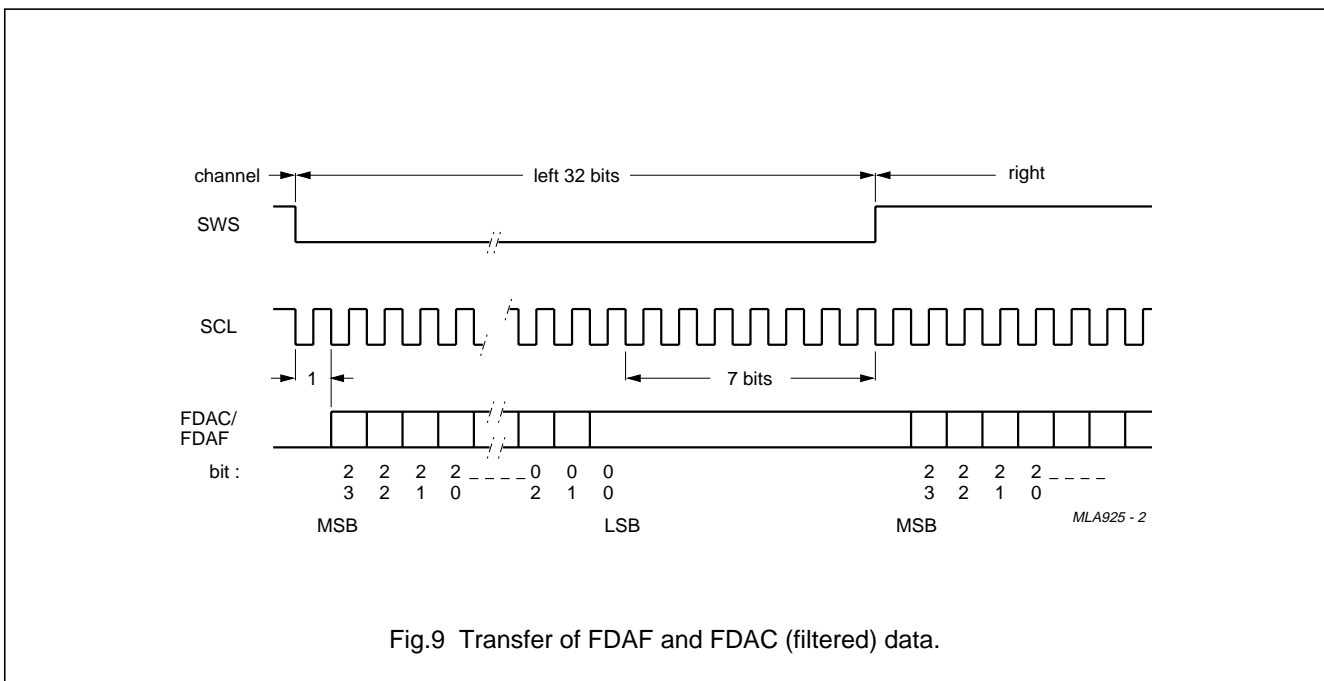 channel left 32 bits right
SWS
SCL
1 7 bits
FDAC/
FDAF
bit : 2 2 2 2 _ _ _ _ 0 0 0 2 2 2 2 _ _ _ _
3 2 1 0 2 1 0 3 2 1 0
MSB LSB MSB MLA925 - 2
Fig.9 Transfer of FDAF and FDAC (filtered) data.